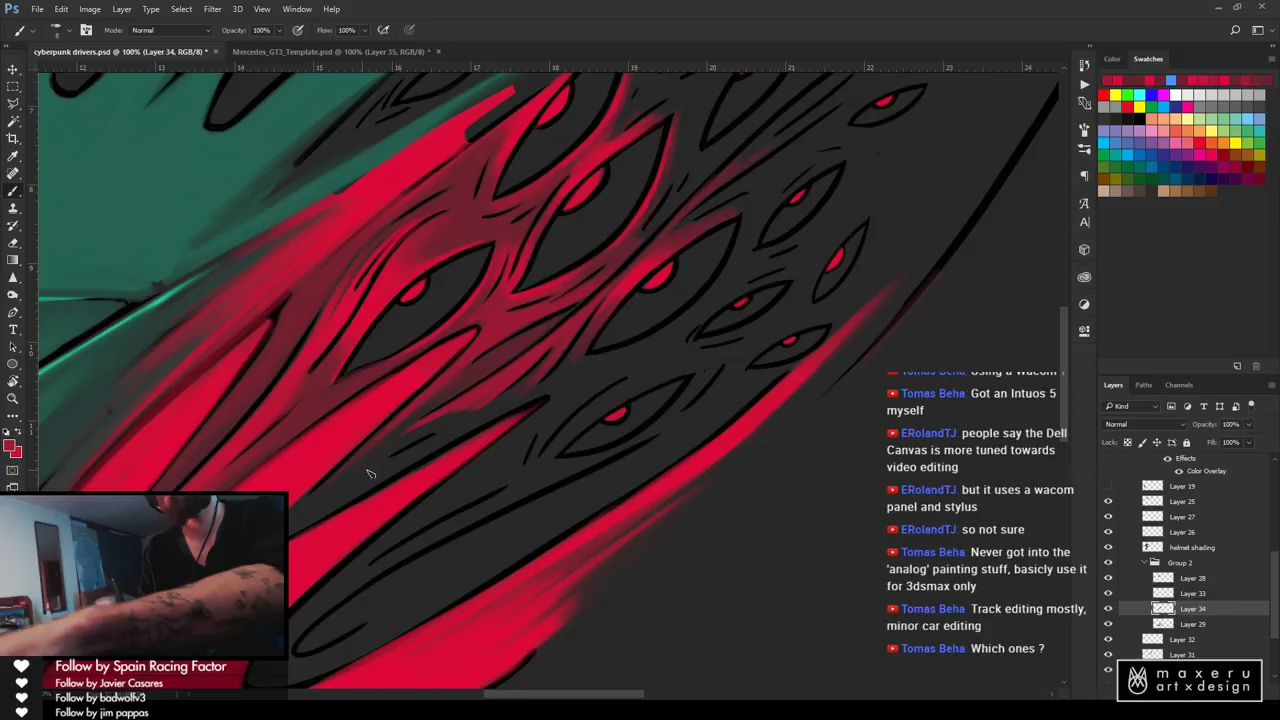 Ps File Edit Image Layer Type Select Filter 3D View Window Help
8 Mode: Normal Opacity: 100% Flow: 100%
cyberpunk drivers.psd @ 100% (Layer 34, RGB/8) * × Mercedes_GT3_Template.psd @ 100% (Layer 35, RGB/8) * ×
12 13 14 15 16 17 18 19 20 21 22 23 24
Color Swatches
Using a Wacom ?
Tomas Beha Got an Intuos 5
myself
ERolandTJ people say the Dell
Canvas is more tuned towards
video editing
ERolandTJ but it uses a wacom
panel and stylus
ERolandTJ so not sure
Tomas Beha Never got into the
'analog' painting stuff, basicly use it
for 3dsmax only
Tomas Beha Track editing mostly,
minor car editing
Tomas Beha Which ones ?
Layers Paths Channels
Kind
Normal Opacity: 100%
Lock: Fill: 100%
Effects
Color Overlay
Layer 19
Layer 25
Layer 27
Layer 26
helmet shading
Group 2
Layer 28
Layer 33
Layer 34
Layer 29
Layer 32
Layer 31
maxeru
art x design
Follow by Spain Racing Factor
Follow by Javier Casares
Follow by badwolfv3
Follow by jim pappas